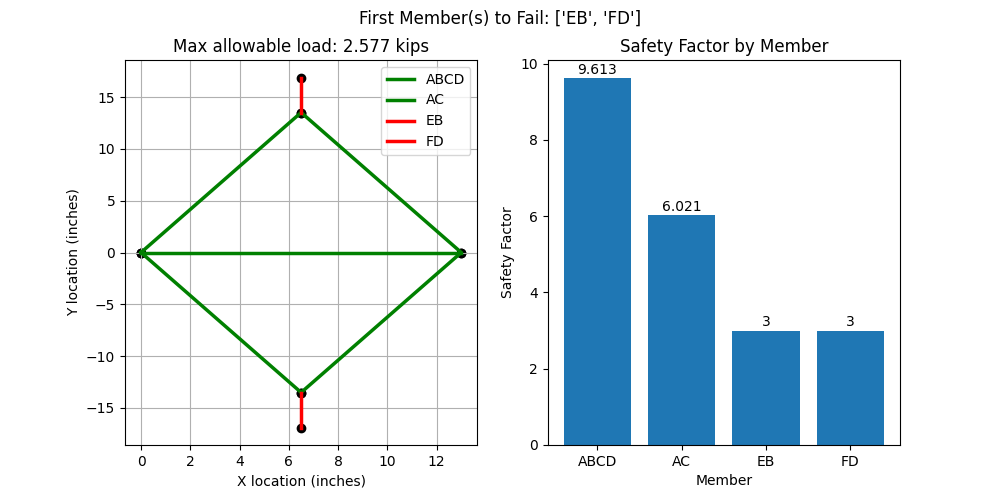 First Member(s) to Fail: ['EB', 'FD']
Max allowable load: 2.577 kips
ABCD
AC
EB
FD
15
10
5
0
−5
−10
−15
0 2 4 6 8 10 12
Y location (inches)
X location (inches)
Safety Factor by Member
9.613
6.021
3
3
10
8
6
4
2
0
ABCD AC EB FD
Safety Factor
Member